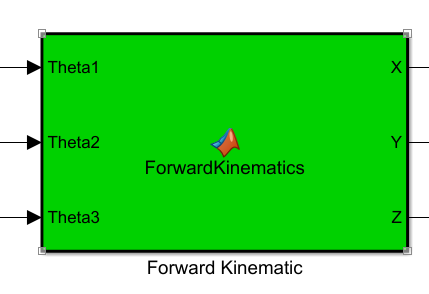 Theta1
X
Theta2
Y
ForwardKinematics
Theta3
Z
Forward Kinematic